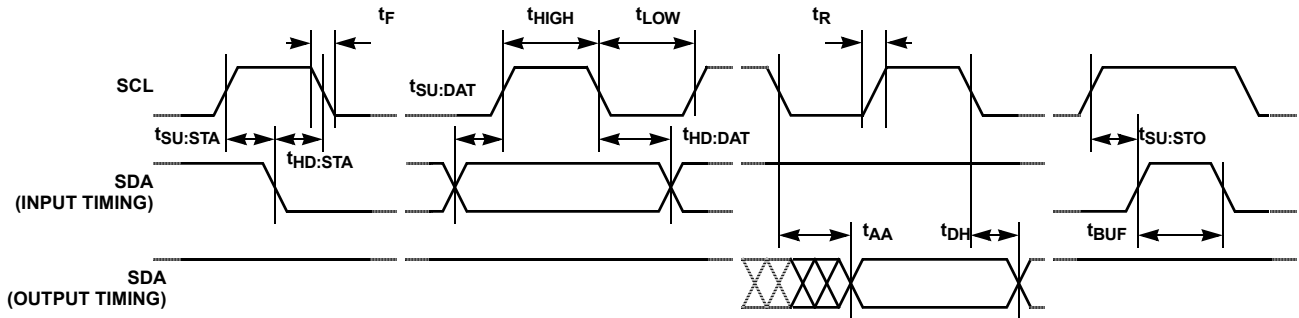 tF
tHIGH
tLOW
tR
SCL
tSU:DAT
tSU:STA
tHD:STA
tHD:DAT
tSU:STO
SDA
(INPUT TIMING)
tAA
tDH
tBUF
SDA
(OUTPUT TIMING)